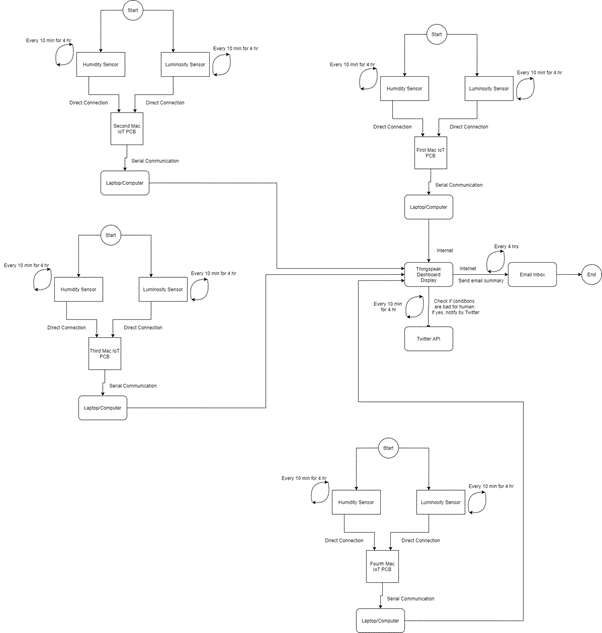 Start
Every 10 min for 4 hr
Every 10 min for 4 hr
Humidity Sensor
Luminosity Sensor
Direct Connection
Direct Connection
Second Mac
IoT PCB
Serial Communication
Laptop/Computer
Start
Every 10 min for 4 hr
Every 10 min for 4 hr
Humidity Sensor
Luminosity Sensor
Direct Connection
Direct Connection
First Mac IoT
PCB
Serial Communication
Laptop/Computer
Internet
Start
Every 10 min for 4 hr
Every 10 min for 4 hr
Humidity Sensor
Luminosity Sensor
Direct Connection
Direct Connection
Third Mac IoT
PCB
Serial Communication
Laptop/Computer
Thingspeak
Dashboard
Display
Internet
Send email summary
Every 4 hrs
Email Inbox
End
Every 10 min
for 4 hr
Check if conditions
are bad for human
if yes, notify by Twitter
Twitter API
Start
Every 10 min for 4 hr
Every 10 min for 4 hr
Humidity Sensor
Luminosity Sensor
Direct Connection
Direct Connection
Fourth Mac
IoT PCB
Serial Communication
Laptop/Computer